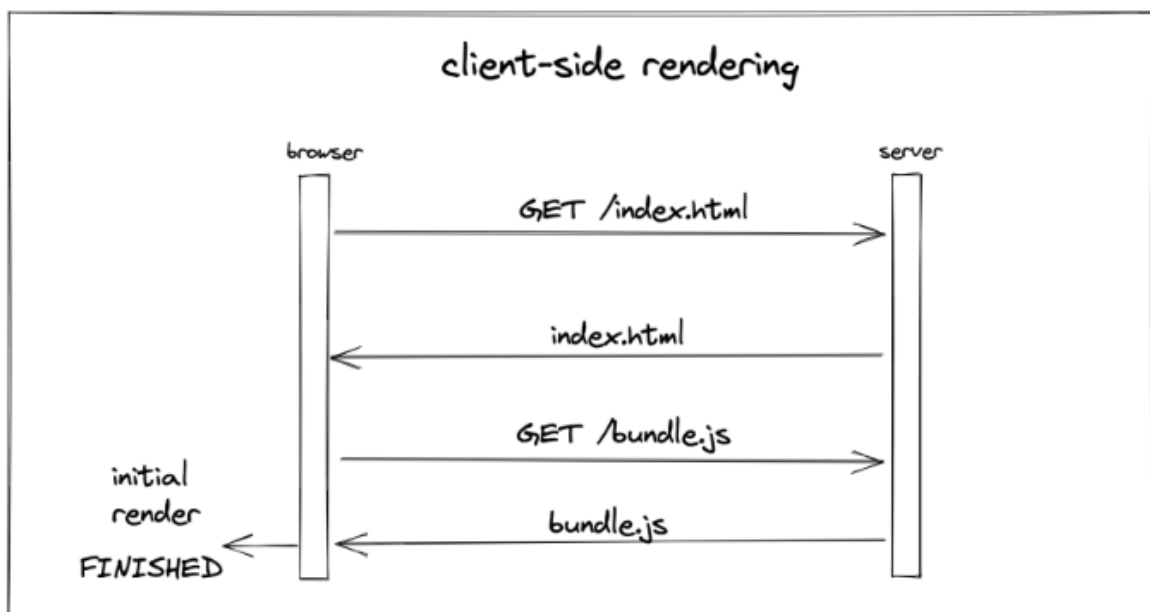 client-side rendering
browser
server
GET /index.html
index.html
GET /bundle.js
initial
render
FINISHED
bundle.js